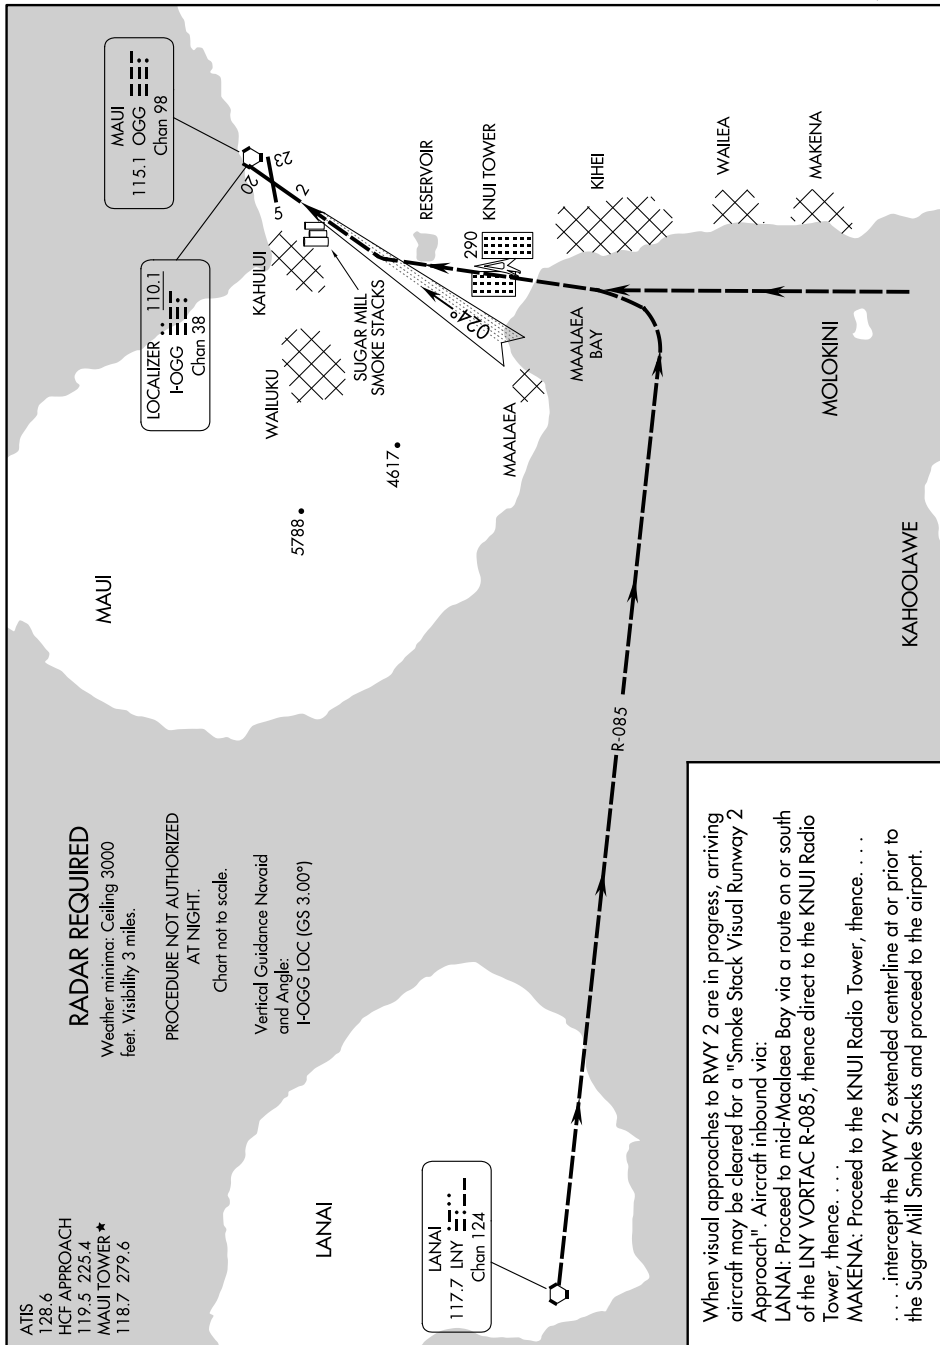 ATIS
128.6
HCF APPROACH
119.5 225.4
MAUI TOWER★
118.7 279.6
RADAR REQUIRED
Weather minima: Ceiling 3000
feet. Visibility 3 miles.
PROCEDURE NOT AUTHORIZED
AT NIGHT.
Chart not to scale.
Vertical Guidance Navaid
and Angle:
I-OGG LOC (GS 3.00°)
MAUI
LOCALIZER 110.1
I-OGG
Chan 38
MAUI
115.1 OGG
Chan 98
20
23
5
2
KAHULUI
WAILUKU
SUGAR MILL
SMOKE STACKS
5788
4617
024°
RESERVOIR
KNUI TOWER
290
MAALAEA
MAALAEA
BAY
KIHEI
WAILEA
MAKENA
MOLOKINI
KAHOOLAWE
LANAI
LANAI
117.7 LNY
Chan 124
R-085
When visual approaches to RWY 2 are in progress, arriving
aircraft may be cleared for a "Smoke Stack Visual Runway 2
Approach". Aircraft inbound via:
LANAI: Proceed to mid-Maalaea Bay via a route on or south
of the LNY VORTAC R-085, thence direct to the KNUI Radio
Tower, thence. . . .
MAKENA: Proceed to the KNUI Radio Tower, thence. . . .
. . . .intercept the RWY 2 extended centerline at or prior to
the Sugar Mill Smoke Stacks and proceed to the airport.